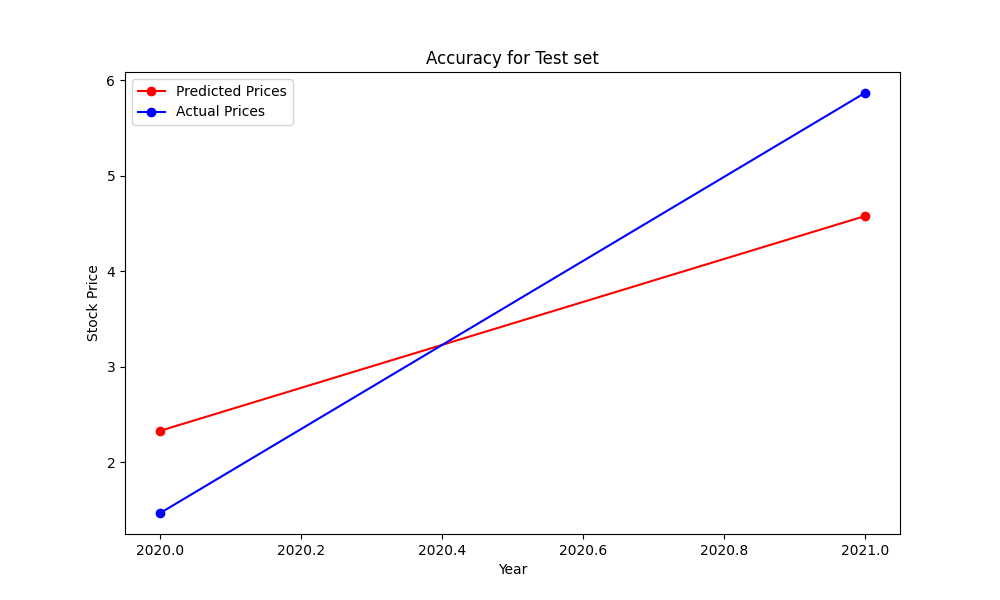 Accuracy for Test set
Predicted Prices
Actual Prices
6
5
4
3
2
Stock Price
2020.0
2020.2
2020.4
2020.6
2020.8
2021.0
Year